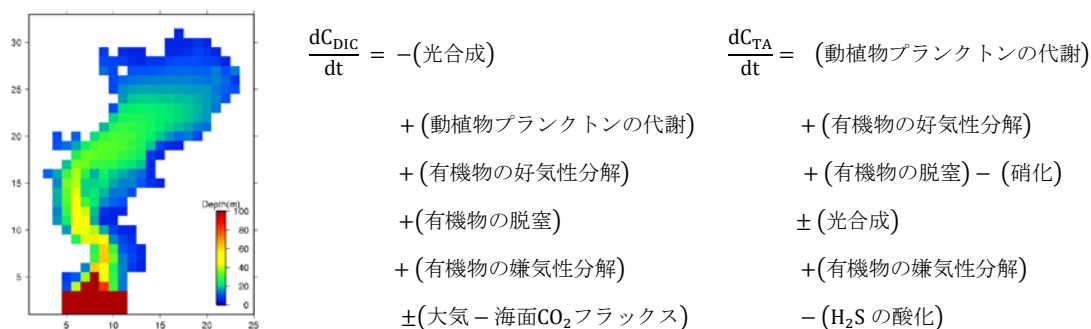 30
25
20
15
10
5
5 10 15 20 25
Depth(m)
100
80
60
40
20
0
dC_DIC/dt = −(光合成)
+(動植物プランクトンの代謝)
+(有機物の好気性分解)
+(有機物の脱窒)
+(有機物の嫌気性分解)
±(大気 − 海面CO₂フラックス)
dC_TA/dt = (動植物プランクトンの代謝)
+(有機物の好気性分解)
+(有機物の脱窒) − (硝化)
±(光合成)
+(有機物の嫌気性分解)
−(H₂S の酸化)